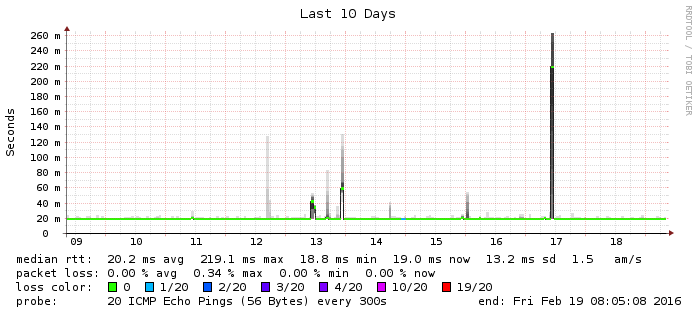 Last 10 Days
RRDTOOL / TOBI OETIKER
Seconds
260 m
240 m
220 m
200 m
180 m
160 m
140 m
120 m
100 m
80 m
60 m
40 m
20 m
0
09 10 11 12 13 14 15 16 17 18
median rtt: 20.2 ms avg 219.1 ms max 18.8 ms min 19.0 ms now 13.2 ms sd 1.5 am/s
packet loss: 0.00 % avg 0.34 % max 0.00 % min 0.00 % now
loss color: 0 1/20 2/20 3/20 4/20 10/20 19/20
probe: 20 ICMP Echo Pings (56 Bytes) every 300s end: Fri Feb 19 08:05:08 2016